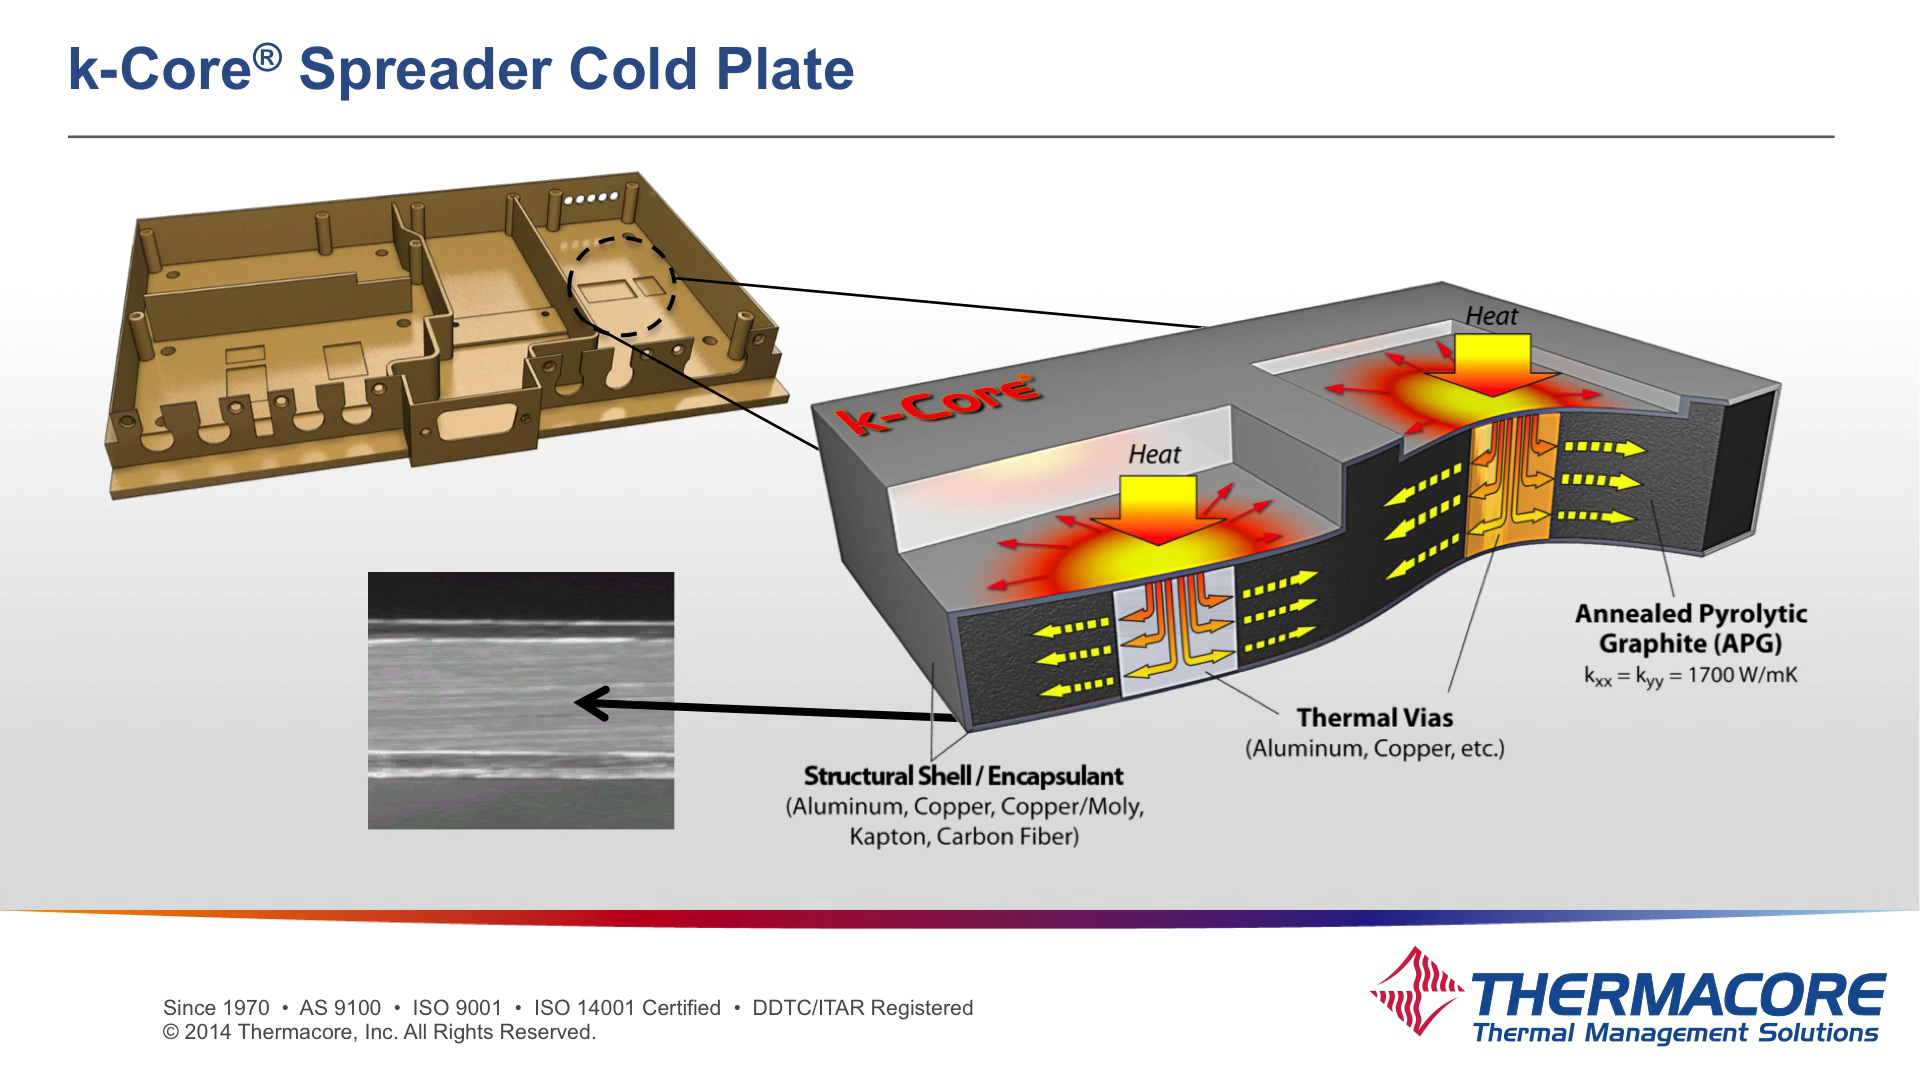 k-Core® Spreader Cold Plate
Heat
k-Core®
Heat
Annealed Pyrolytic
Graphite (APG)
kxx = kyy = 1700 W/mK
Thermal Vias
(Aluminum, Copper, etc.)
Structural Shell / Encapsulant
(Aluminum, Copper, Copper/Moly,
Kapton, Carbon Fiber)
Since 1970 • AS 9100 • ISO 9001 • ISO 14001 Certified • DDTC/ITAR Registered
© 2014 Thermacore, Inc. All Rights Reserved.
THERMACORE
Thermal Management Solutions